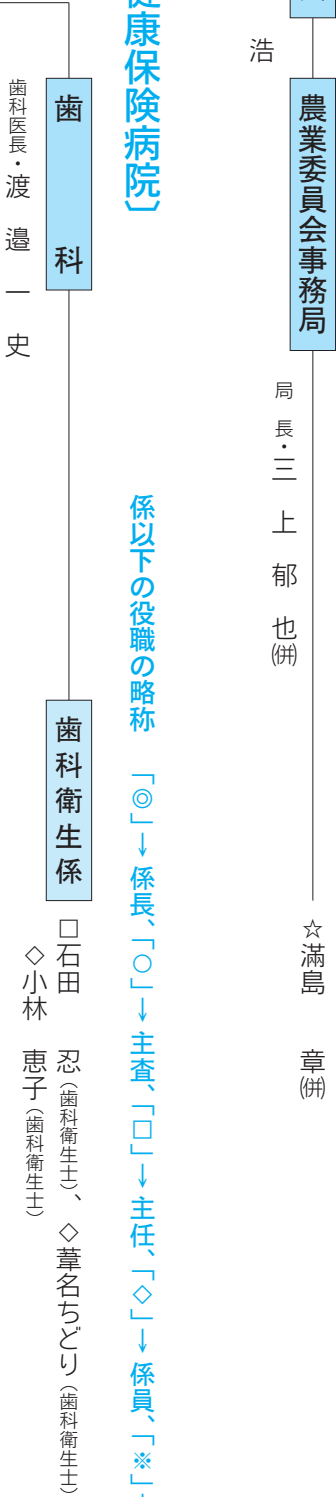 農業委員会事務局
浩
局長・三上郁也㈵
☆滿島　章㈵
健康保険病院〕
係以下の役職の略称　「◎」→係長、「○」→主査、「□」→主任、「◇」→係員、「※」
歯科
歯科医長・渡邉一史
歯科衛生係
□石田　忍（歯科衛生士）、◇葦名ちどり（歯科衛生士）
◇小林　恵子（歯科衛生士）